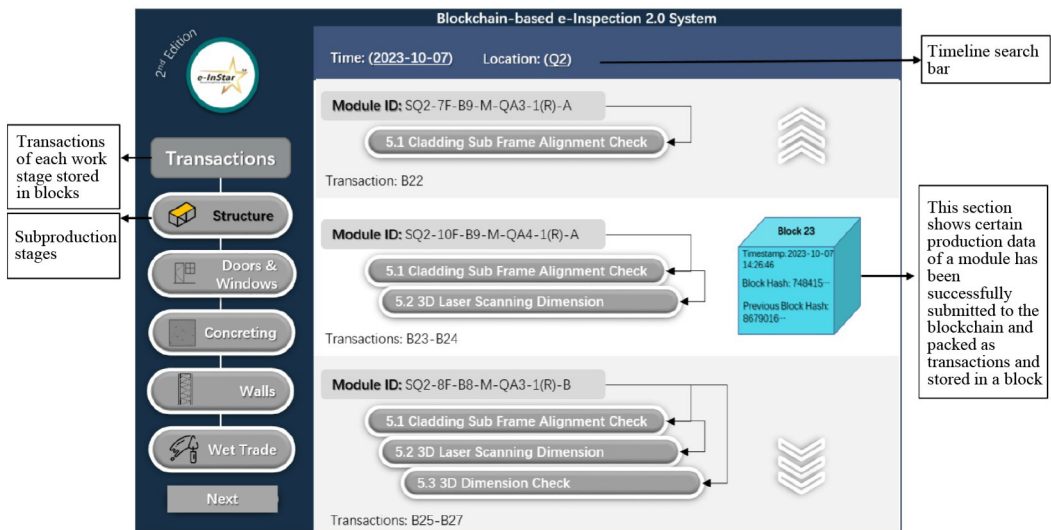 Blockchain-based e-Inspection 2.0 System
2nd Edition
e-InStar
Time: (2023-10-07) Location: (Q2)
Timeline search
bar
Transactions
of each work
stage stored
in blocks
Subproduction
stages
Transactions
Structure
Doors &
Windows
Concreting
Walls
Wet Trade
Next
Module ID: SQ2-7F-B9-M-QA3-1(R)-A
5.1 Cladding Sub Frame Alignment Check
Transaction: B22
Module ID: SQ2-10F-B9-M-QA4-1(R)-A
5.1 Cladding Sub Frame Alignment Check
5.2 3D Laser Scanning Dimension
Transactions: B23-B24
Block 23
Timestamp: 2023-10-07
14:26:46
Block Hash: 748415···
Previous Block Hash:
8679016···
This section
shows certain
production data
of a module has
been
successfully
submitted to the
blockchain and
packed as
transactions and
stored in a block
Module ID: SQ2-8F-B8-M-QA3-1(R)-B
5.1 Cladding Sub Frame Alignment Check
5.2 3D Laser Scanning Dimension
5.3 3D Dimension Check
Transactions: B25-B27